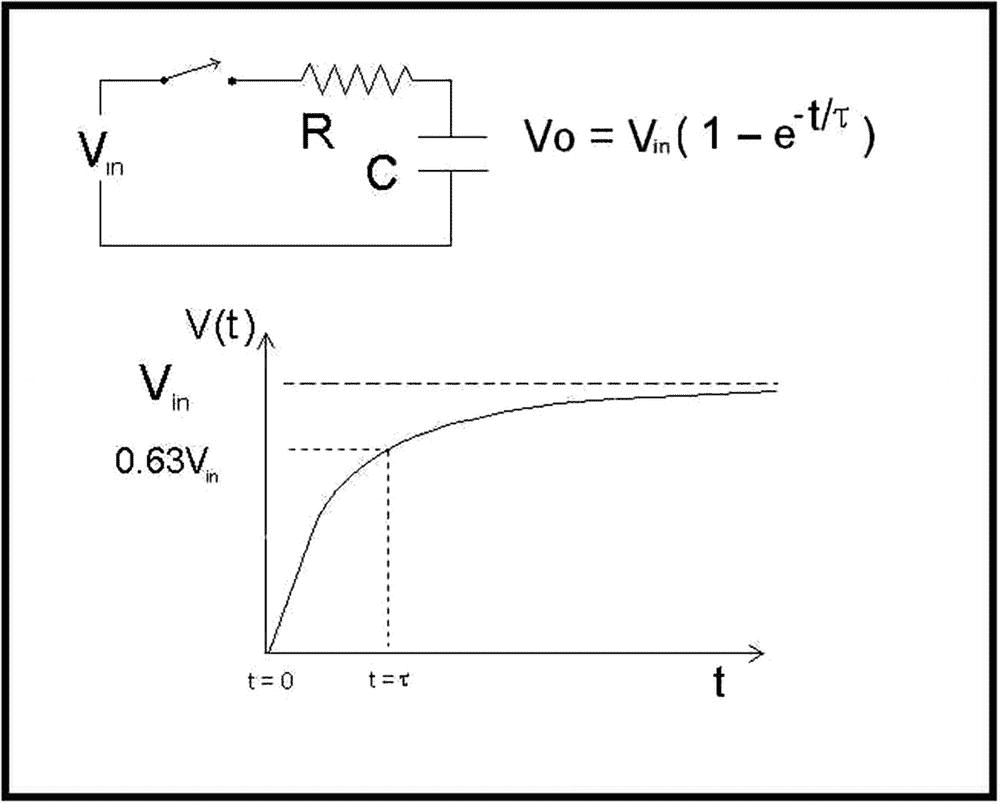 Vin
R
C
Vo = Vin( 1 – e-t/τ )
V(t)
Vin
0.63Vin
t = 0
t = τ
t